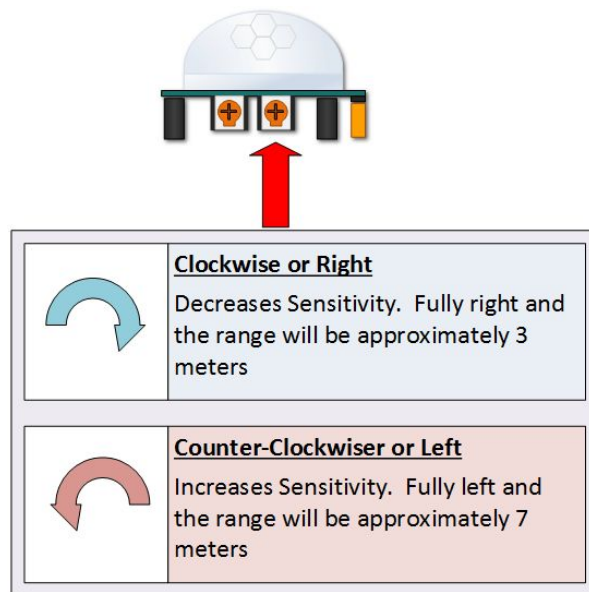 Clockwise or Right
Decreases Sensitivity. Fully right and
the range will be approximately 3
meters
Counter-Clockwiser or Left
Increases Sensitivity. Fully left and
the range will be approximately 7
meters